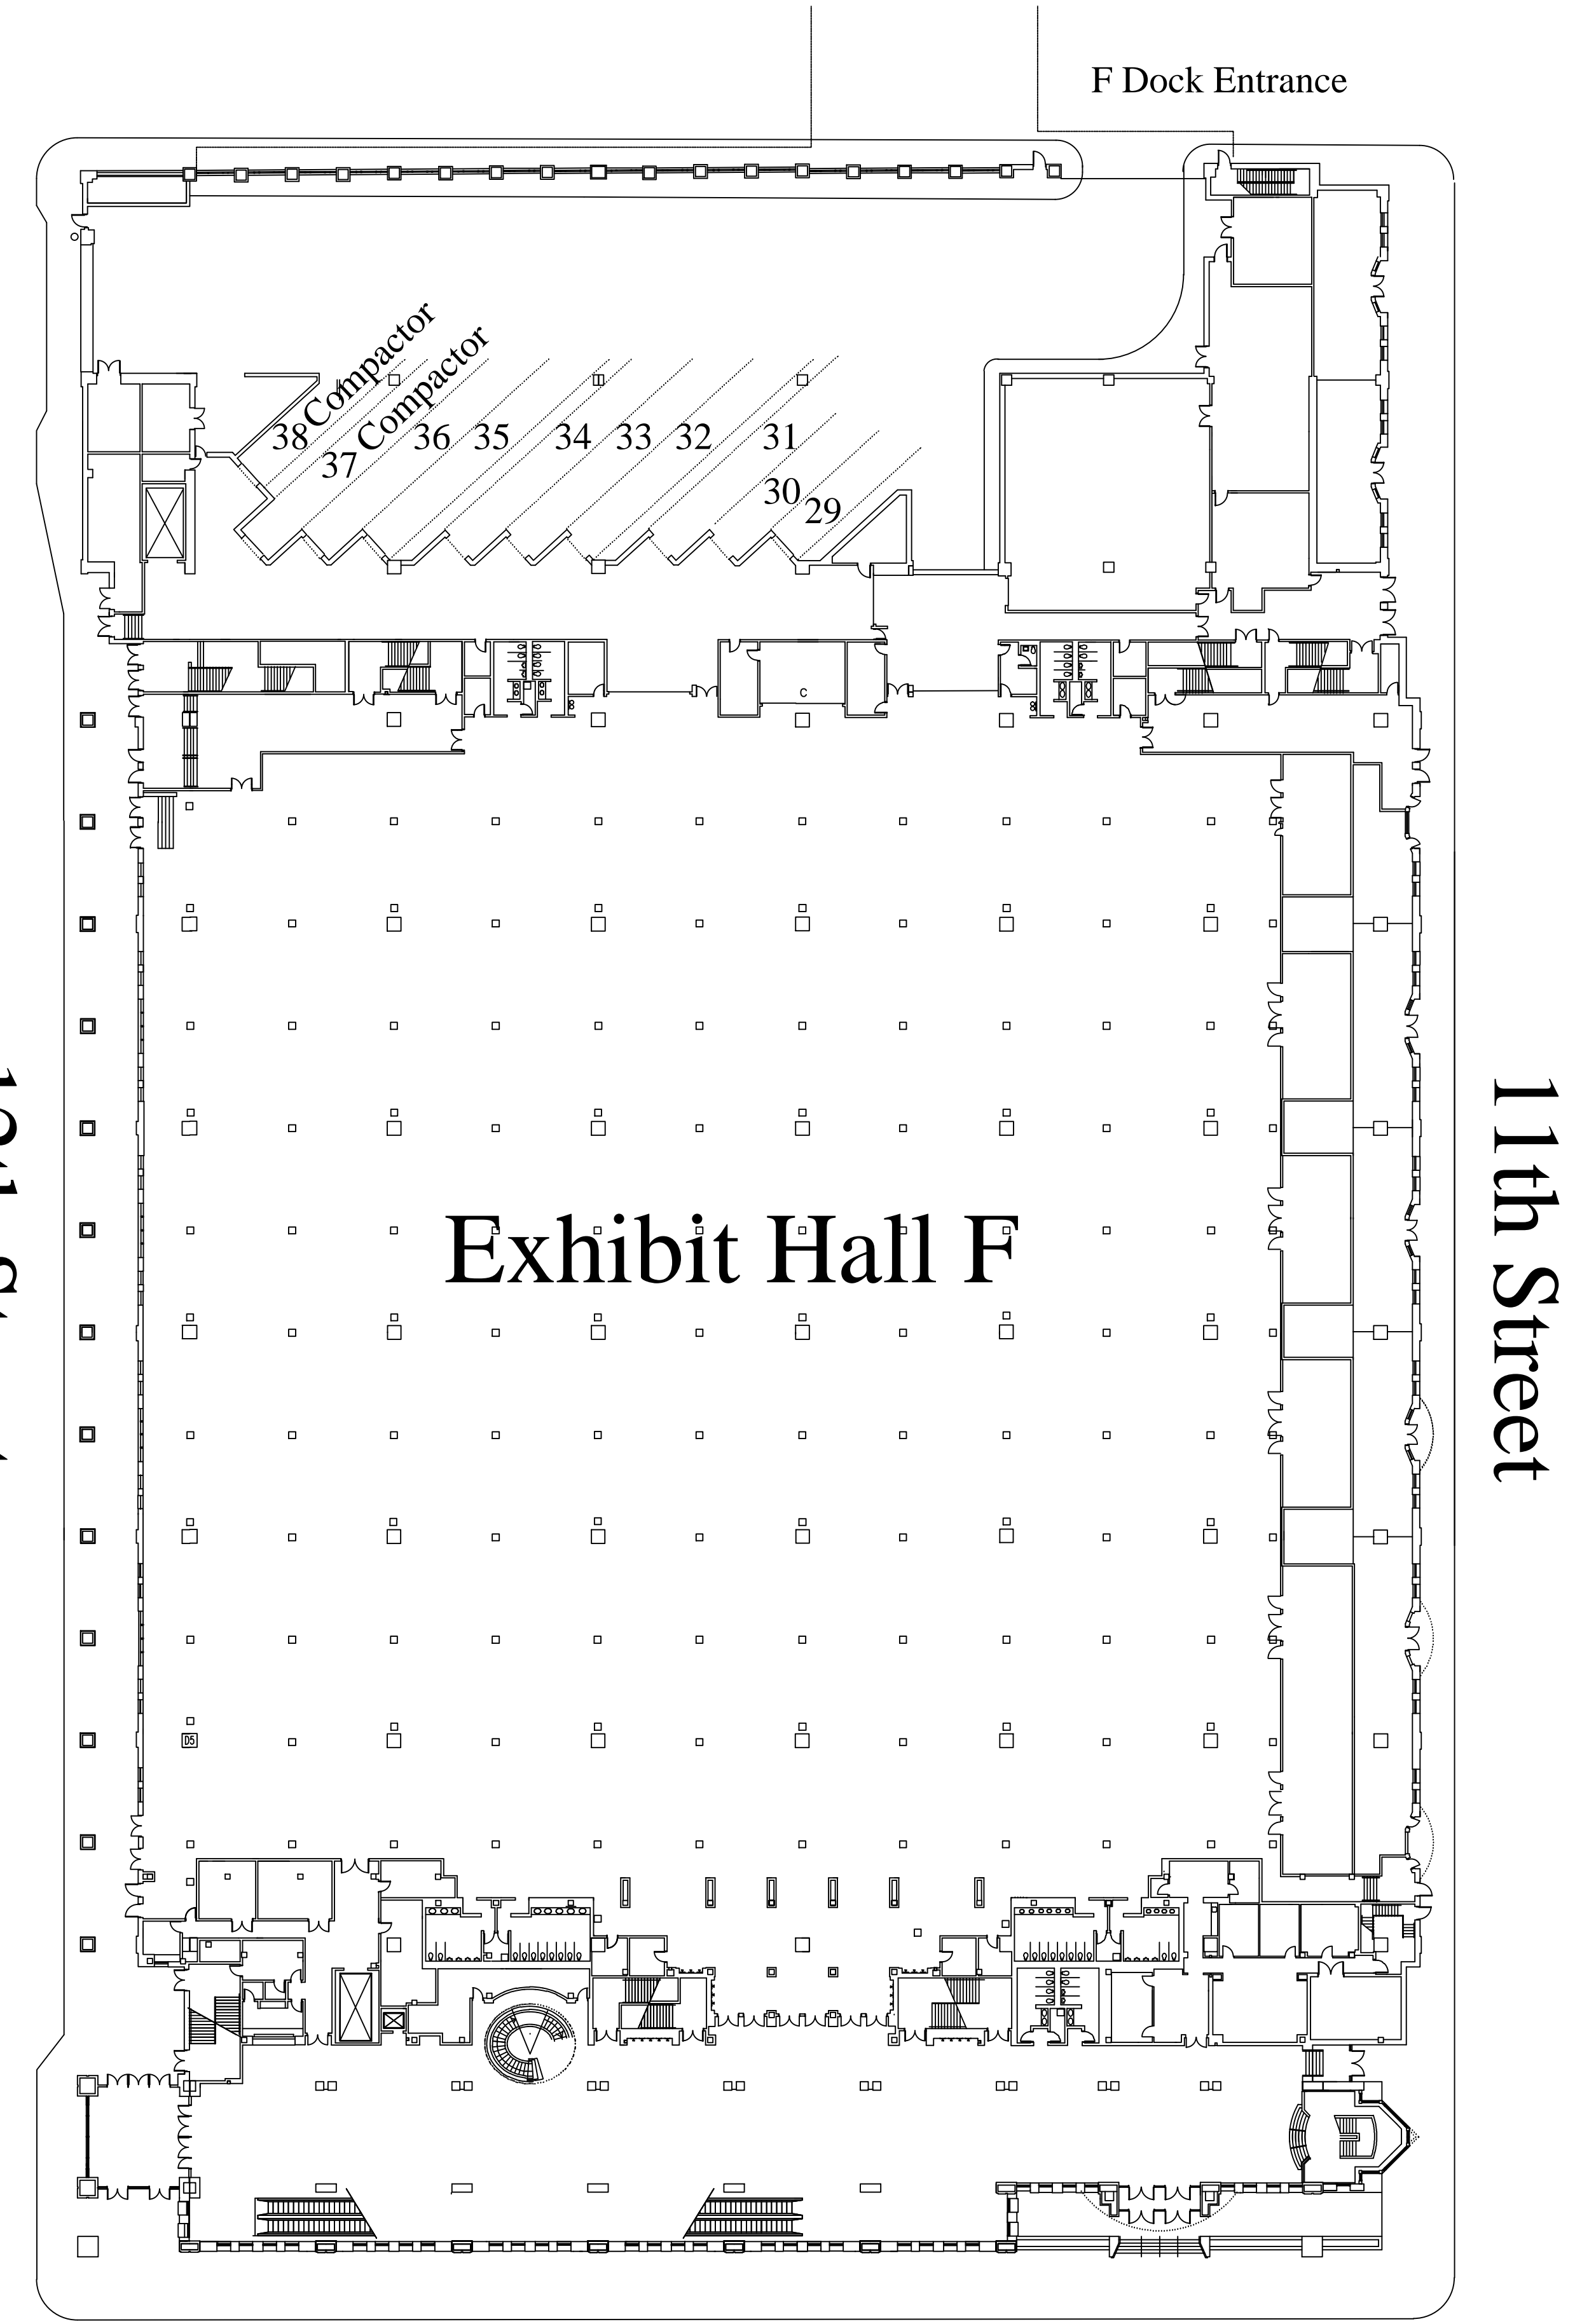 F Dock Entrance
Compactor
Compactor
38
37
36
35
34
33
32
31
30
29
C
Exhibit Hall F
11th Street
D5